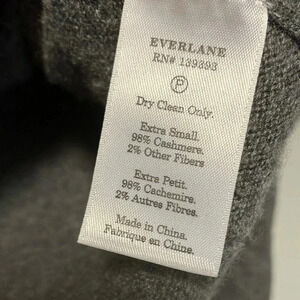 EVERLANE
RN# 139393
P
Dry Clean Only.
Extra Small.
98% Cashmere.
2% Other Fibers
Extra Petit.
98% Cachemire.
2% Autres Fibres.
Made in China.
Fabrique en Chine.